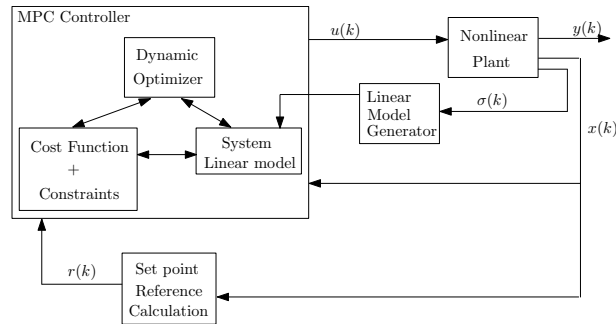 MPC Controller
Dynamic
Optimizer
Cost Function
+
Constraints
System
Linear model
u(k)
Nonlinear
Plant
y(k)
Linear
Model
Generator
σ(k)
x(k)
r(k)
Set point
Reference
Calculation